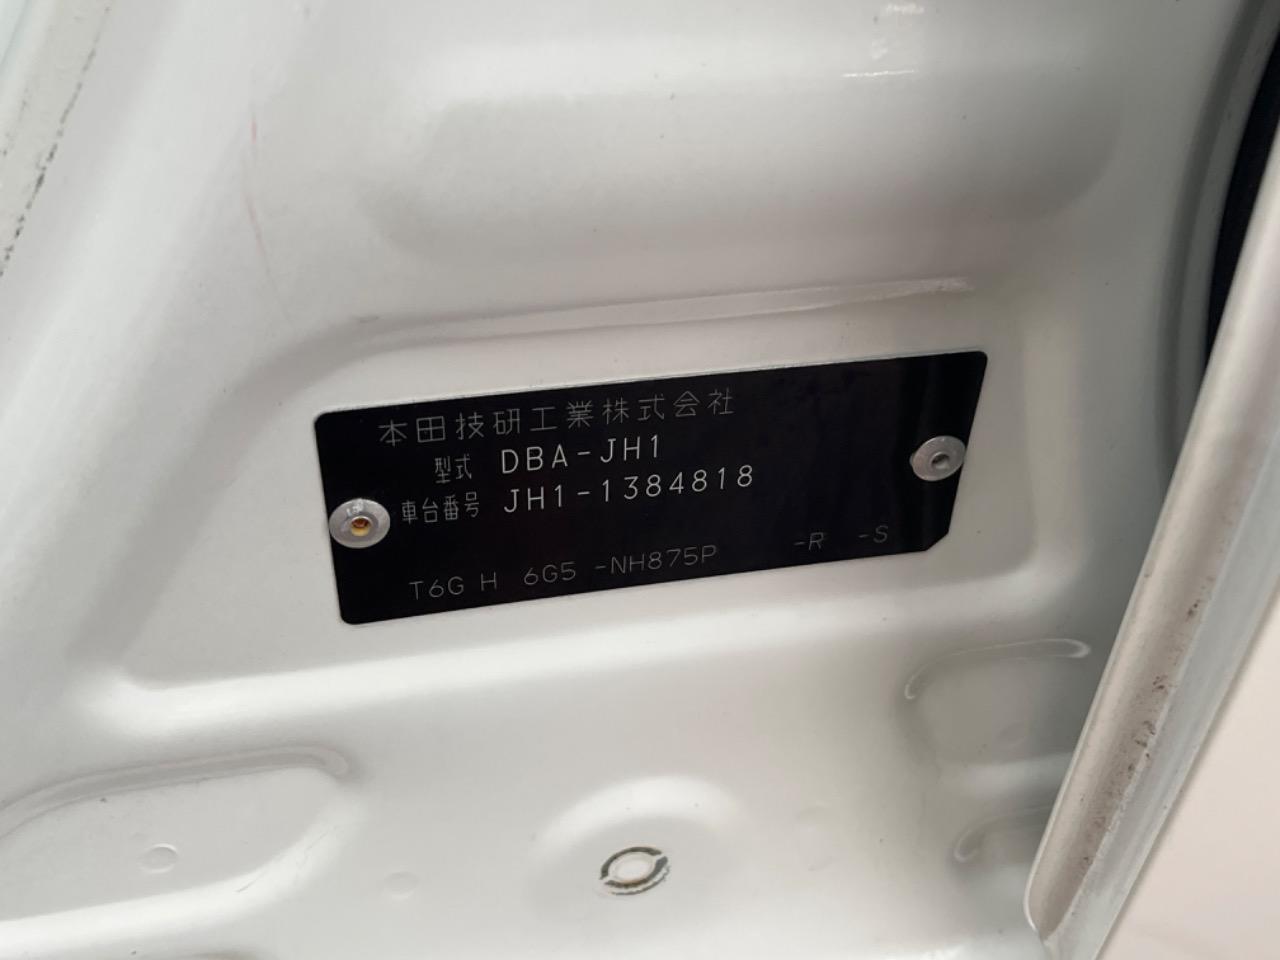 本田技研工業株式会社
型式 DBA-JH1
車台番号 JH1-1384818
T6G H 6G5 -NH875P -R -S